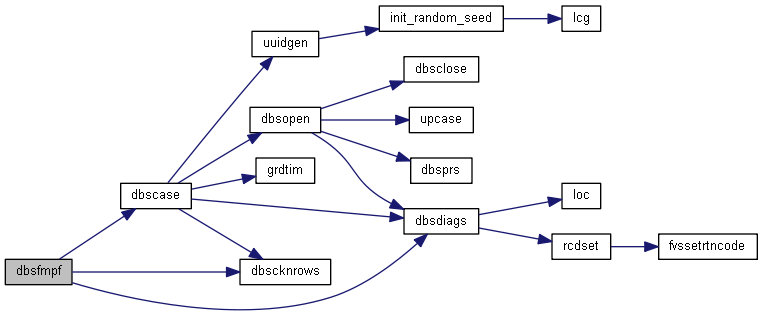 init_random_seed
lcg
uuidgen
dbsclose
dbsopen
upcase
grdtim
dbsprs
dbscase
loc
dbsdiags
rcdset
fvssetrtncode
dbsfmpf
dbscknrows